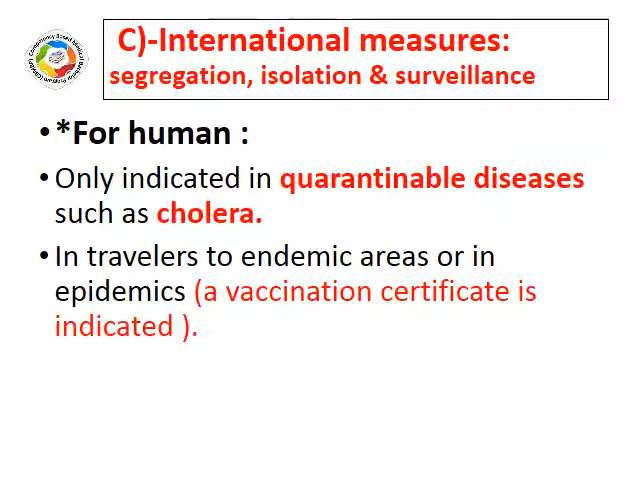 C)-International measures:
segregation, isolation & surveillance
• *For human :
• Only indicated in quarantinable diseases
such as cholera.
• In travelers to endemic areas or in
epidemics (a vaccination certificate is
indicated ).